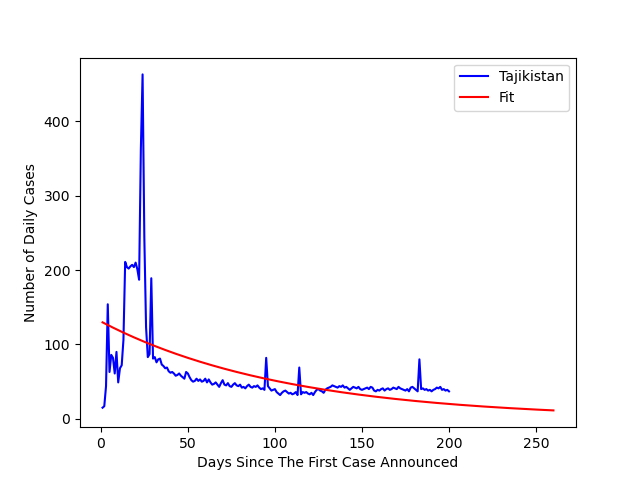 Tajikistan
Fit
Number of Daily Cases
400
300
200
100
0
0 50 100 150 200 250
Days Since The First Case Announced